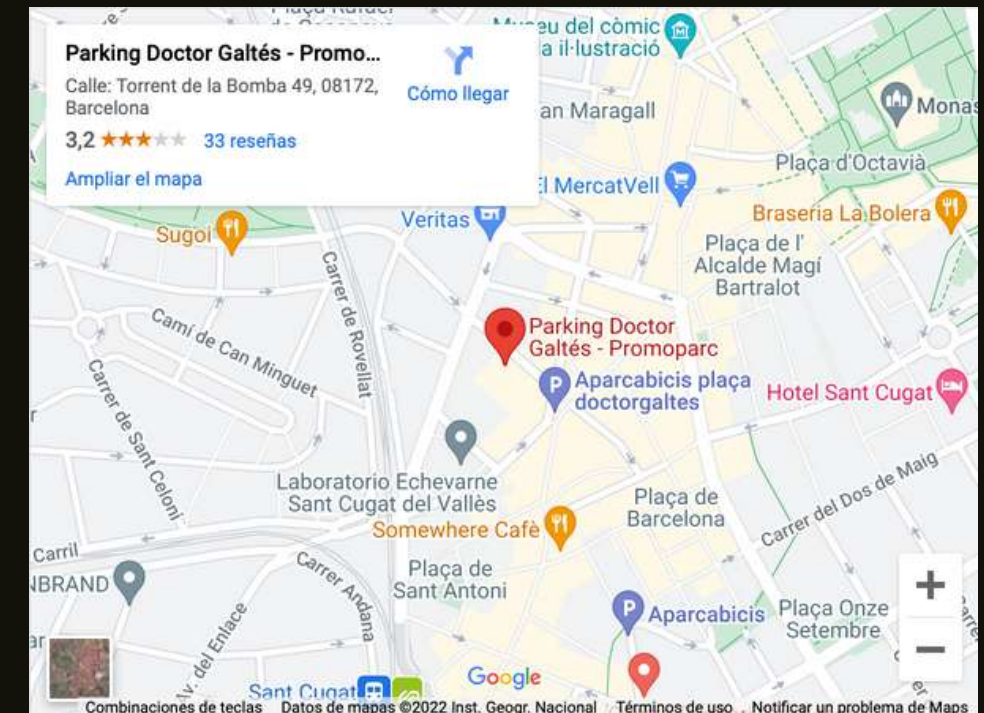 Parking Doctor Galtés - Promo...
Calle: Torrent de la Bomba 49, 08172,
Barcelona
3,2
33 reseñas
Ampliar el mapa
Cómo llegar
Museu del còmic
a il·lustració
an Maragall
Monas
Plaça d'Octavià
El MercatVell
Veritas
Braseria La Bolera
Sugoi
Plaça de l'
Alcalde Magí
Bartralot
Carrer de Rovellat
Camí de Can Minguet
Parking Doctor
Galtés - Promoparc
Aparcabicis plaça
doctorgaltes
Hotel Sant Cugat
Carrer de Sant Celoni
Laboratorio Echevarne
Sant Cugat del Vallès
Plaça de
Barcelona
Carrer del Dos de Maig
Somewhere Cafè
Carril
NBRAND
Carrer Andana
Plaça de
Sant Antoni
Av. del Enlace
Aparcabicis
Plaça Onze
Setembre
Sant Cugat
Google
Combinaciones de teclas
Datos de mapas ©2022 Inst. Geogr. Nacional
Términos de uso
Notificar un problema de Maps